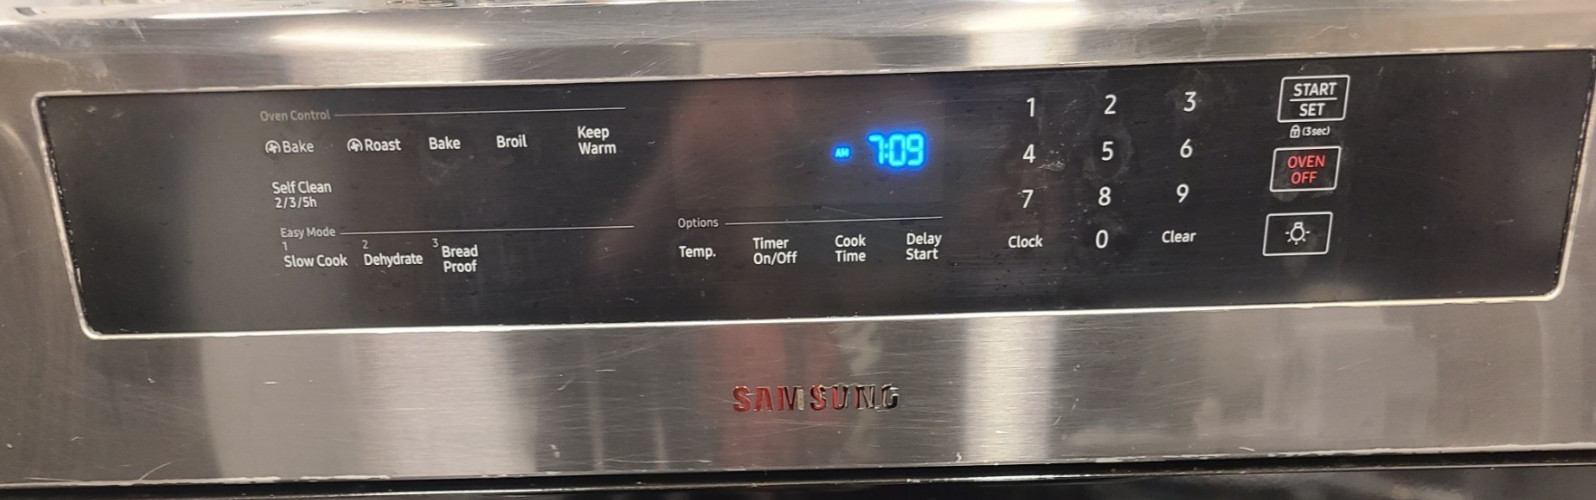 Oven Control
Bake Roast Bake Broil Keep Warm
Self Clean
2/3/5h
Easy Mode
1 Slow Cook 2 Dehydrate 3 Bread Proof
AM 7:09
Options
Temp. Timer On/Off Cook Time Delay Start
1 2 3
4 5 6
7 8 9
Clock 0 Clear
START
SET
(3sec)
OVEN
OFF
SAMSUNG